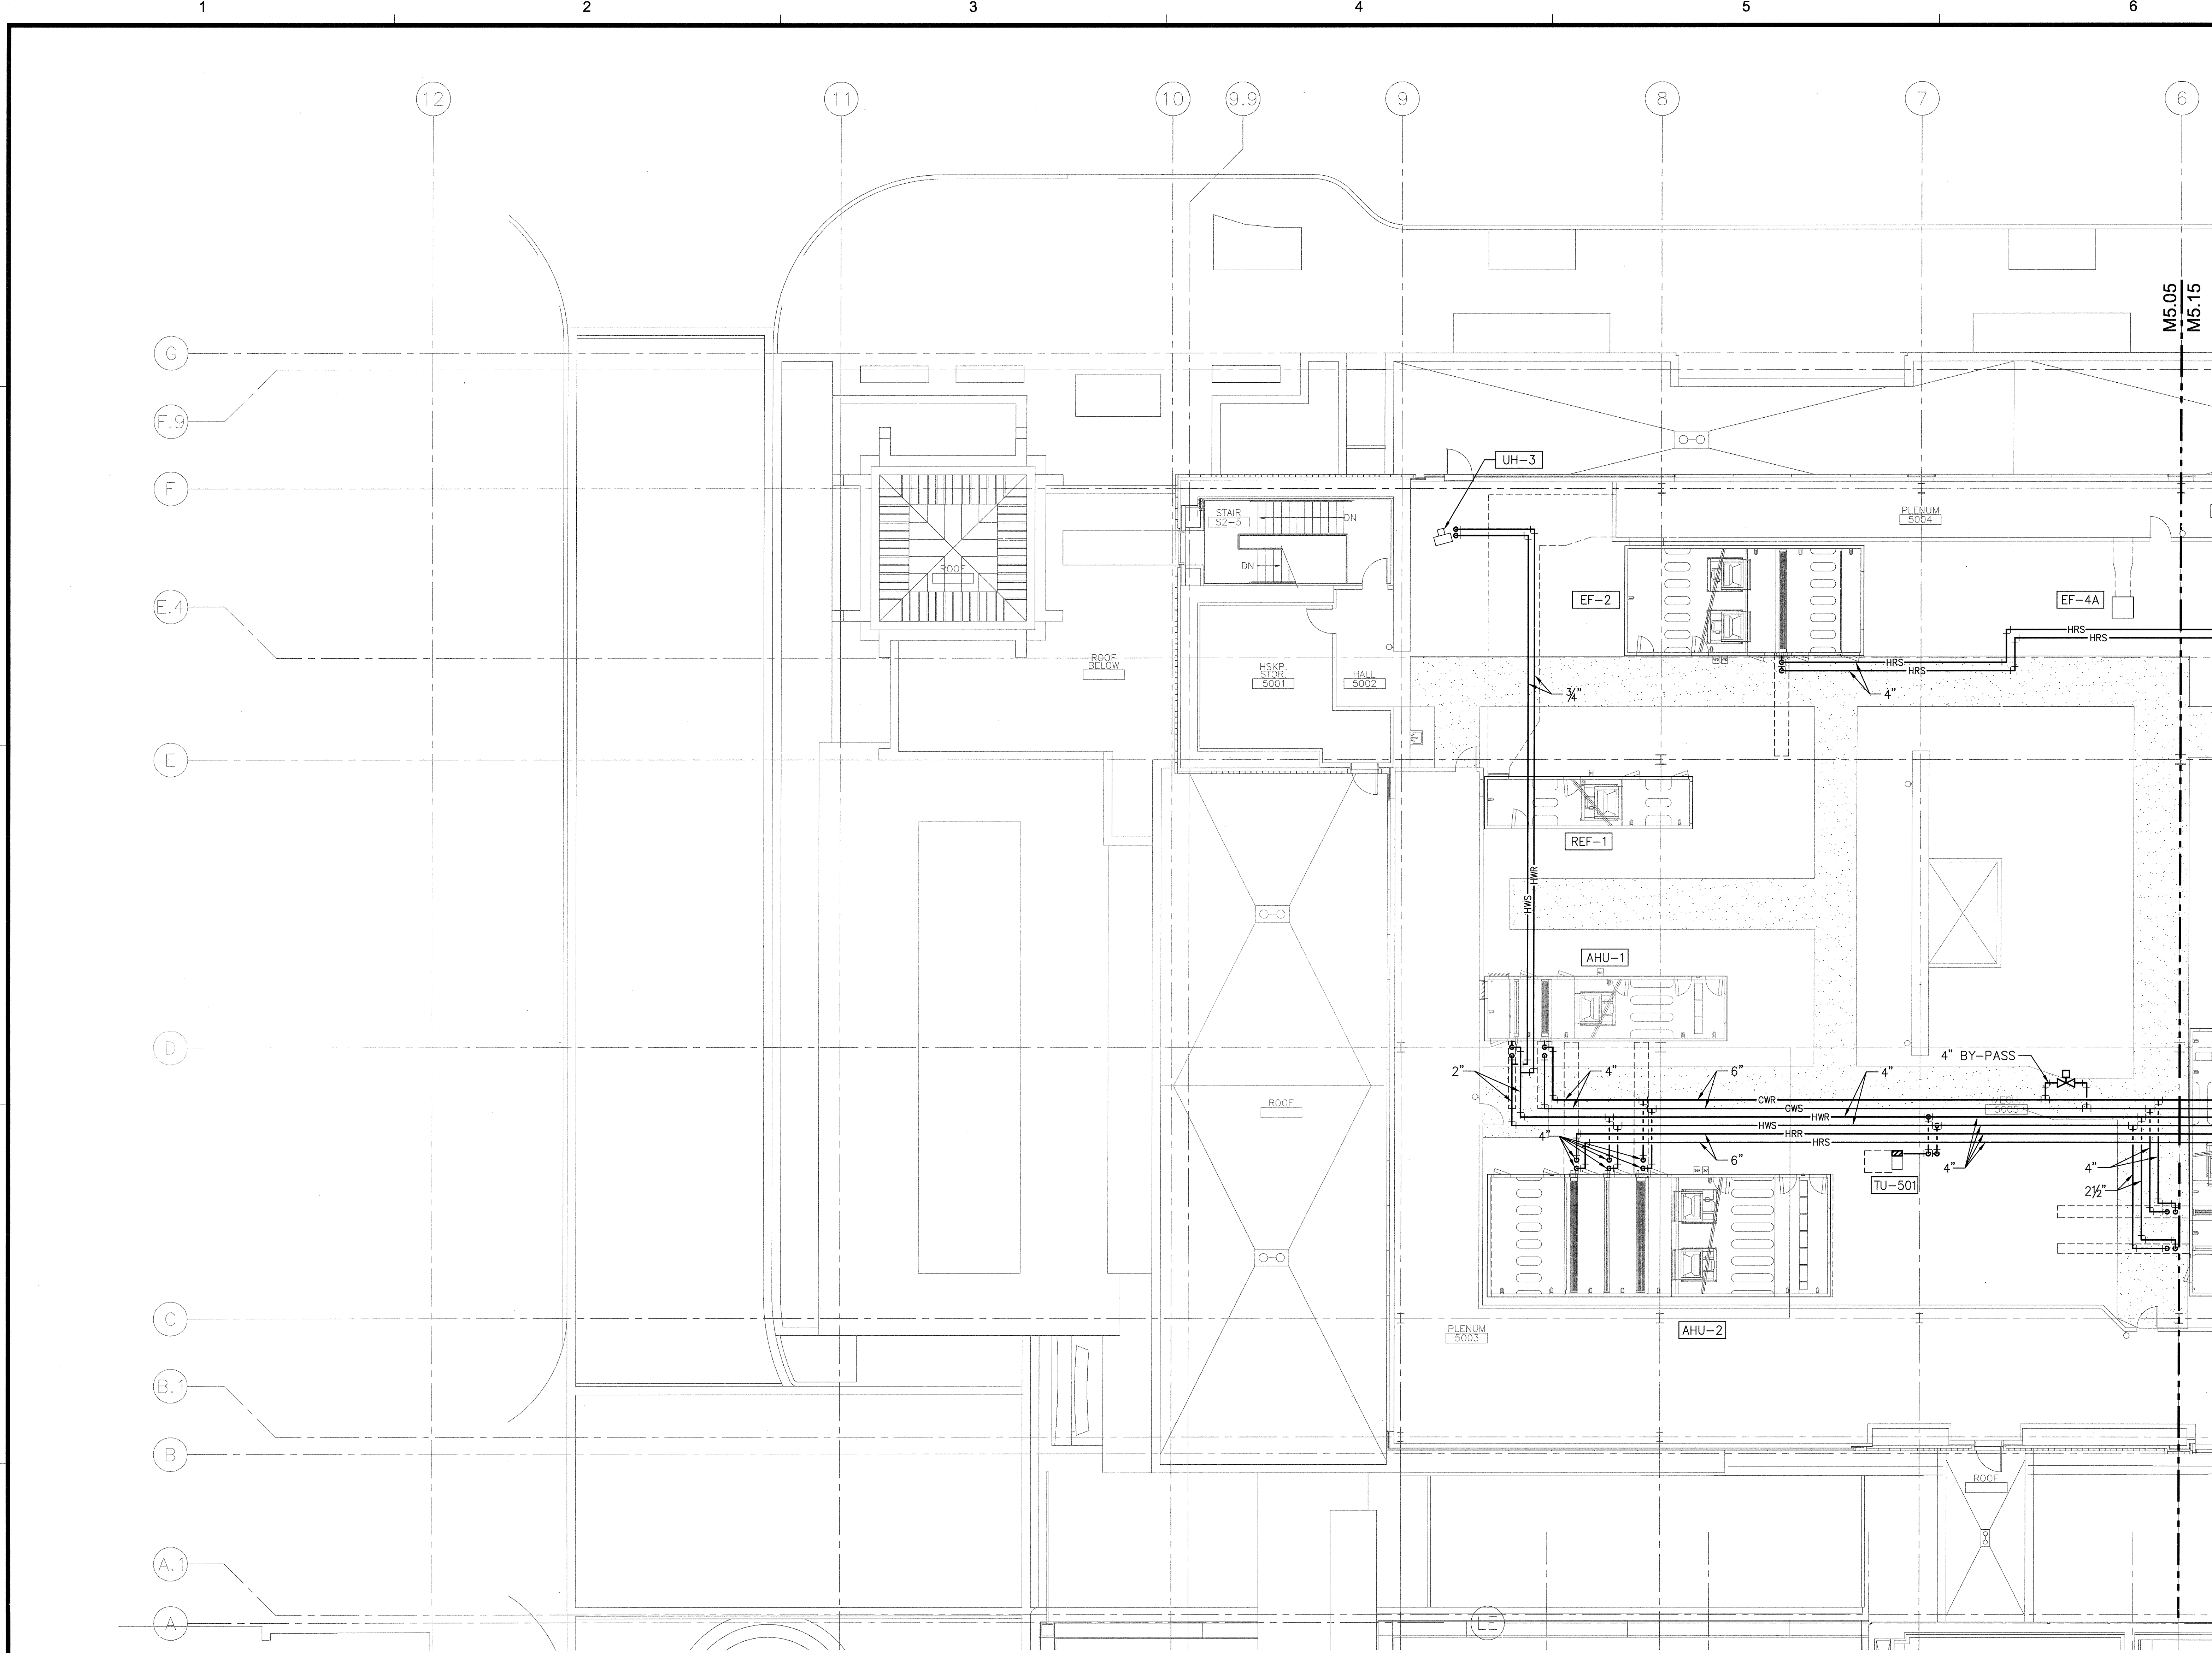 1 2 3 4 5 6
12 11 10 9.9 9 8 7 6
M5.05
M5.15
G
F.9
F
E.4
E
D
C
B.1
B
A.1
A
UH-3
STAIR
S2-5
DN
DN
PLENUM
5004
ROOF
EF-2
EF-4A
HRS
HRS
HRS
HRS
4"
ROOF
BELOW
HSKP.
STOR.
5001
HALL
5002
3/4"
REF-1
HWS
HWR
AHU-1
4" BY-PASS
2"
4"
6"
4"
ROOF
CWR
CWS
HWR
HWS
HRR
HRS
MECH.
5005
4"
6"
4"
4"
2½"
TU-501
PLENUM
5003
AHU-2
ROOF
LE